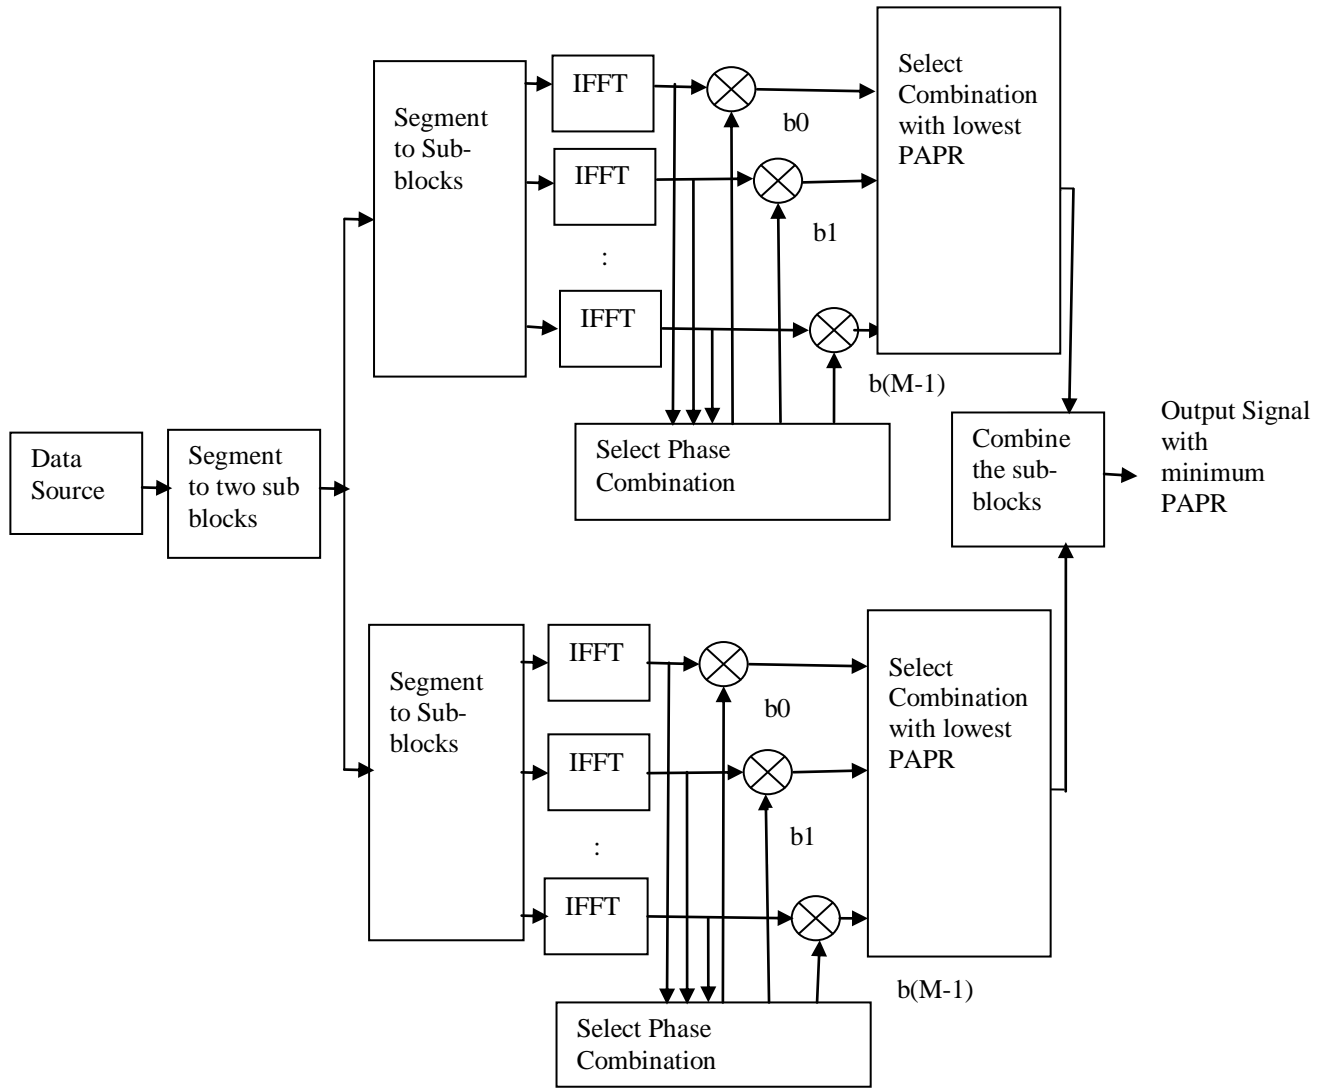 Data
Source
Segment
to two sub
blocks
Segment
to Sub-
blocks
IFFT
IFFT
:
IFFT
b0
b1
b(M-1)
Select Phase
Combination
Select
Combination
with lowest
PAPR
Segment
to Sub-
blocks
IFFT
IFFT
:
IFFT
b0
b1
b(M-1)
Select Phase
Combination
Select
Combination
with lowest
PAPR
Combine
the sub-
blocks
Output Signal
with
minimum
PAPR